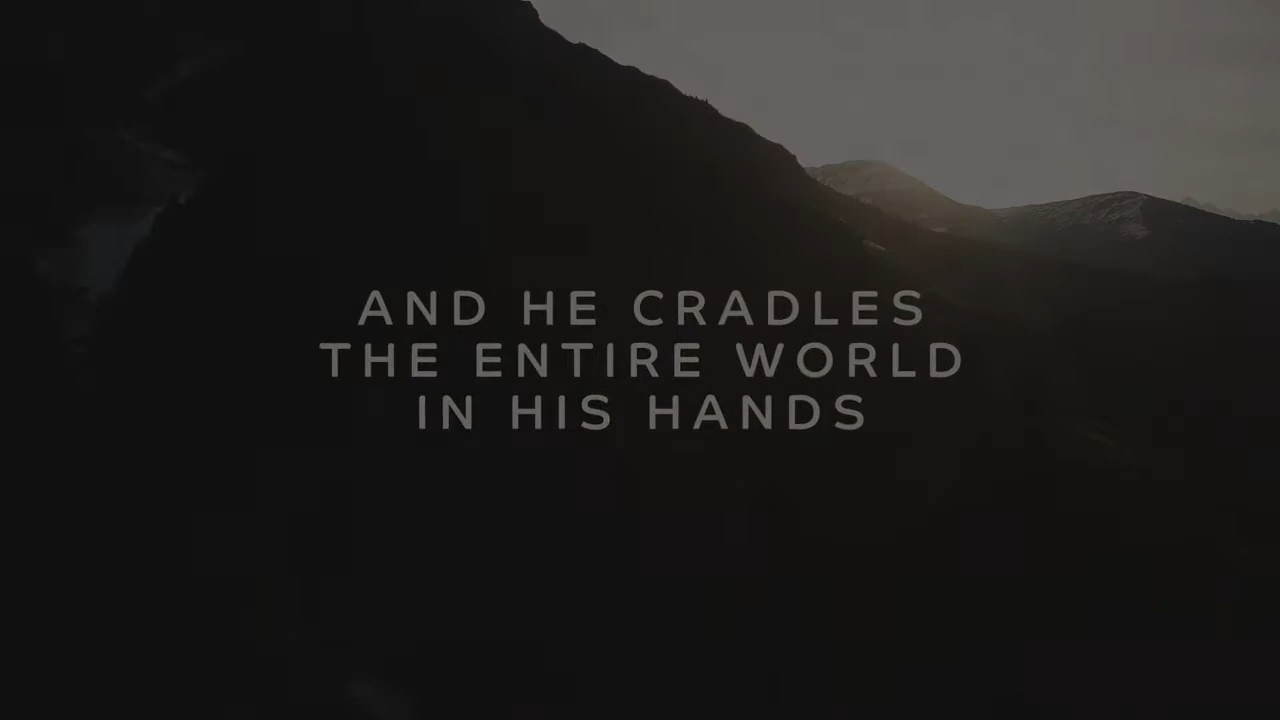 AND HE CRADLES
THE ENTIRE WORLD
IN HIS HANDS